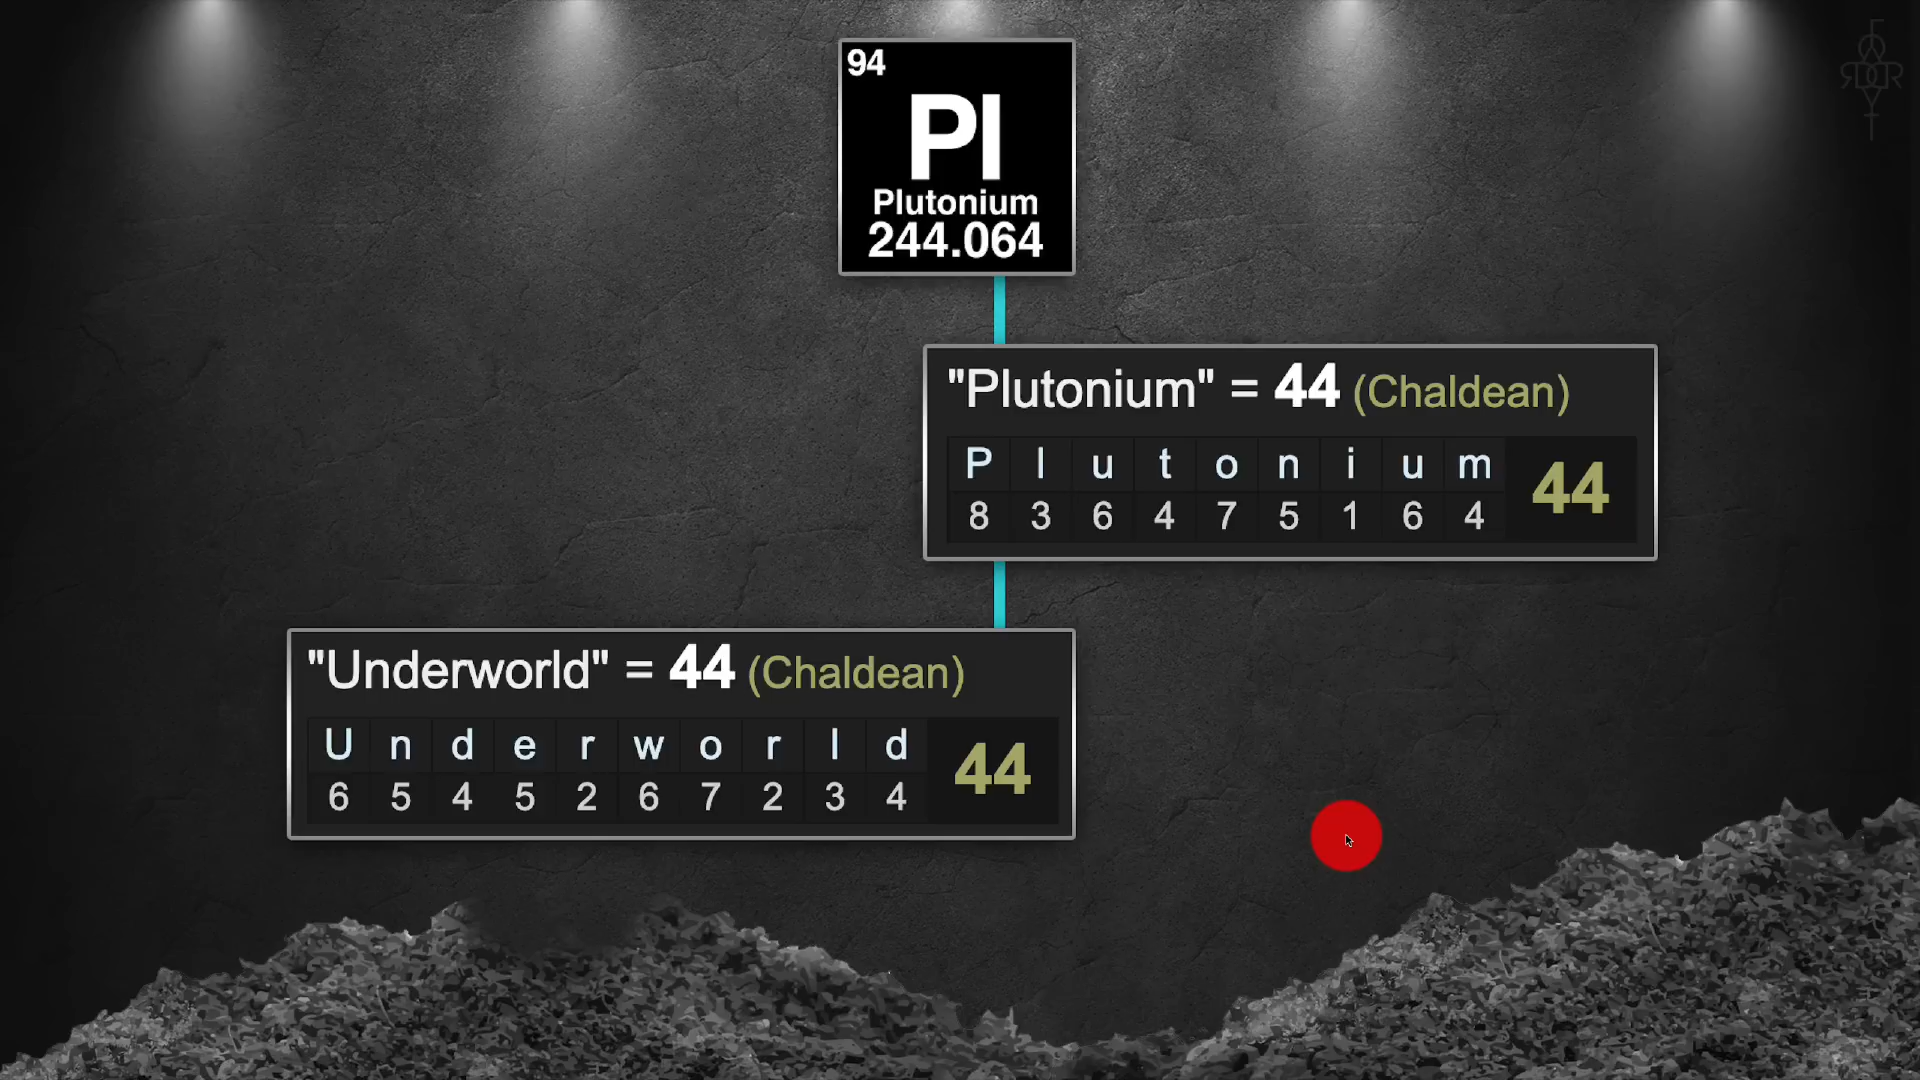 94
Pl
Plutonium
244.064
"Plutonium" = 44 (Chaldean)
P l u t o n i u m
44
8 3 6 4 7 5 1 6 4
"Underworld" = 44 (Chaldean)
U n d e r w o r l d
44
6 5 4 5 2 6 7 2 3 4